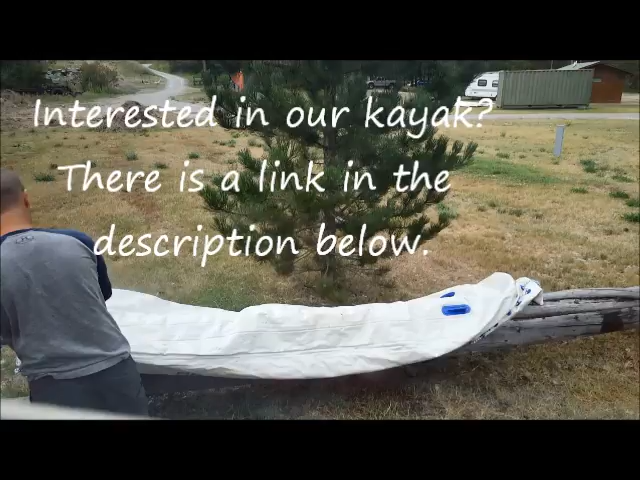 Interested in our kayak?
There is a link in the
description below.